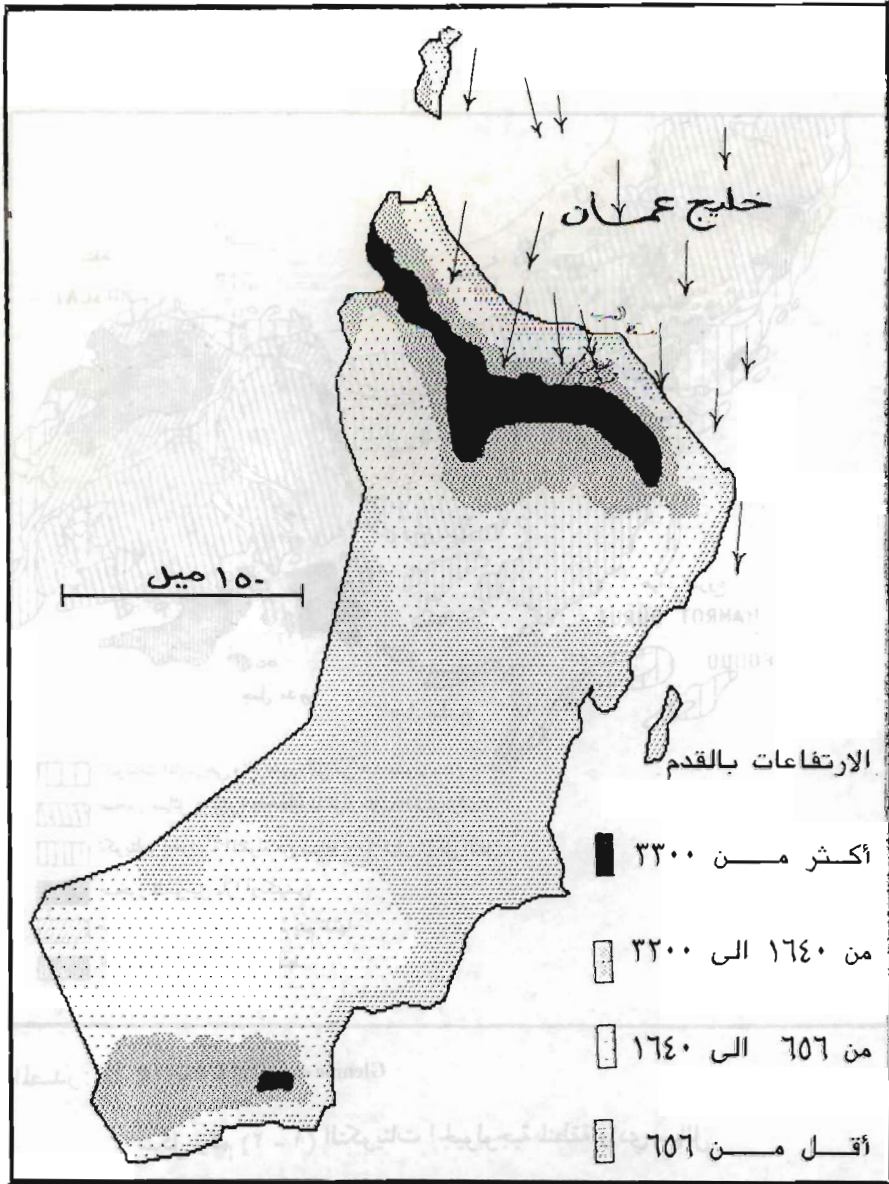 خليج عمان
١٥٠ ميل
الارتفاعات بالقدم
أكثر من ٣٣٠٠
من ١٦٤٠ الى ٣٢٠٠
من ٦٥٦ الى ١٦٤٠
أقل من ٦٥٦